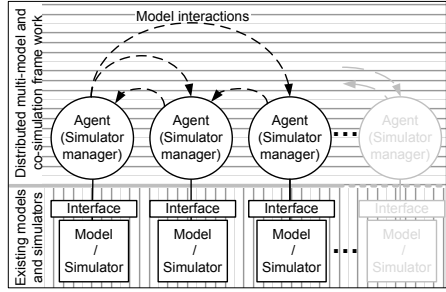 Model interactions
Distributed multi-model and
co-simulation frame work
Agent
(Simulator
manager)
Agent
(Simulator
manager)
Agent
(Simulator
manager)
...
Agent
(Simulator
manager)
Existing models
and simulators
Interface
Interface
Interface
Interface
Model
/
Simulator
Model
/
Simulator
Model
/
Simulator
...
Model
/
Simulator